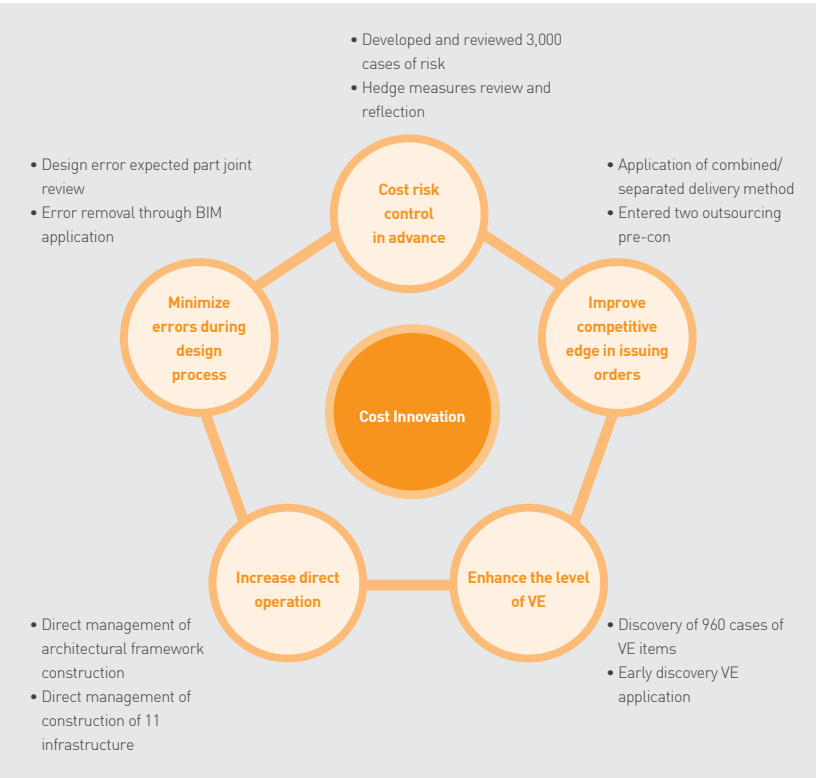 • Developed and reviewed 3,000
cases of risk
• Hedge measures review and
reflection
• Design error expected part joint
review
• Error removal through BIM
application
• Application of combined/
separated delivery method
• Entered two outsourcing
pre-con
Cost risk
control
in advance
Minimize
errors during
design
process
Improve
competitive
edge in issuing
orders
Cost Innovation
Increase direct
operation
Enhance the level
of VE
• Direct management of
architectural framework
construction
• Direct management of
construction of 11
infrastructure
• Discovery of 960 cases of
VE items
• Early discovery VE
application